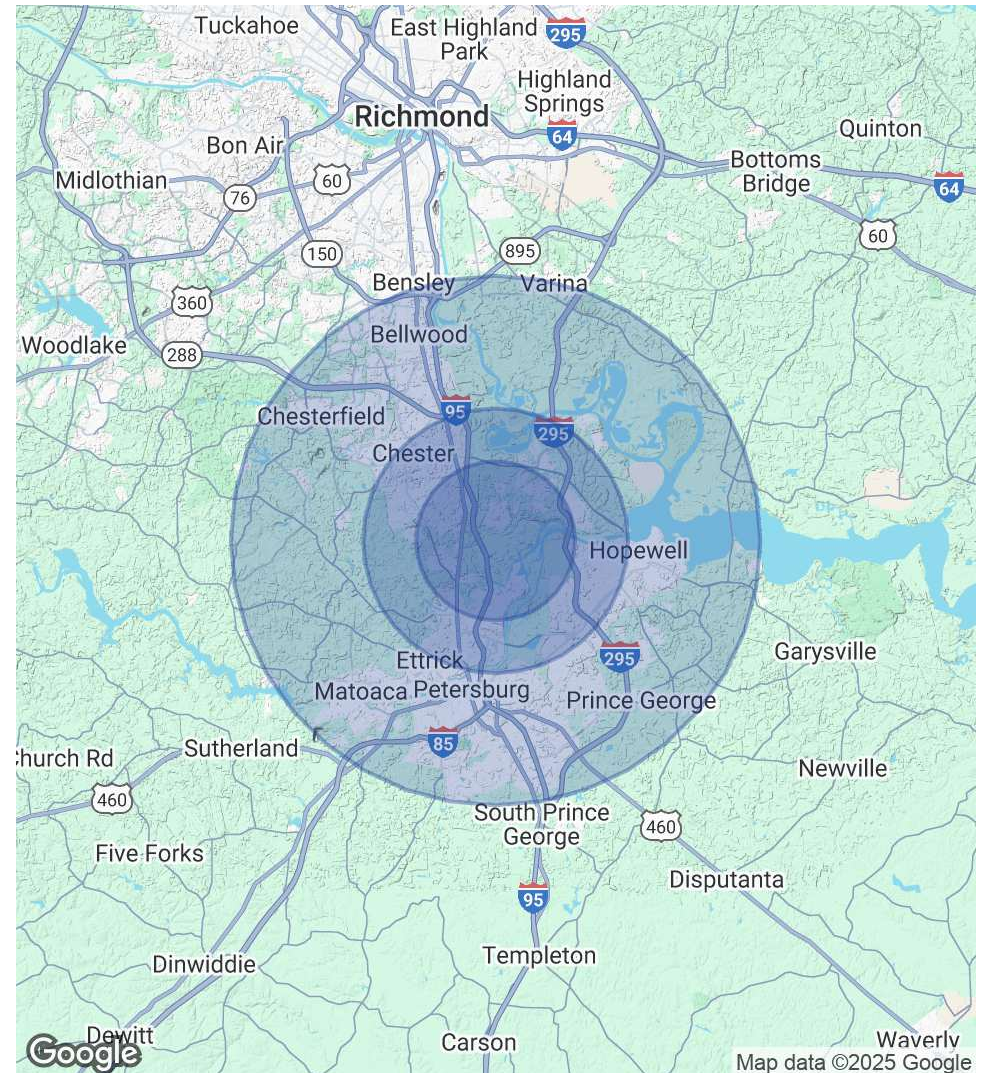 Tuckahoe
East Highland
Park
295
Highland
Springs
Richmond
64
Quinton
Bon Air
Bottoms
Bridge
Midlothian
60
76
64
60
150
895
Bensley
Varina
360
Bellwood
Woodlake
288
95
Chesterfield
295
Chester
Hopewell
Ettrick
295
Garysville
Matoaca
Petersburg
Prince George
85
Sutherland
Church Rd
Newville
460
South Prince
George
460
Five Forks
Disputanta
95
Templeton
Dinwiddie
Dewitt
Carson
Waverly
Google
Map data ©2025 Google